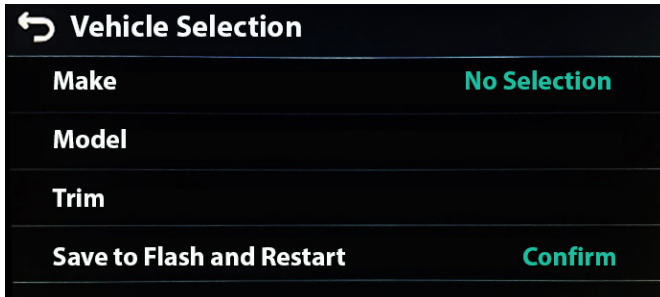 Vehicle Selection
Make No Selection
Model
Trim
Save to Flash and Restart Confirm